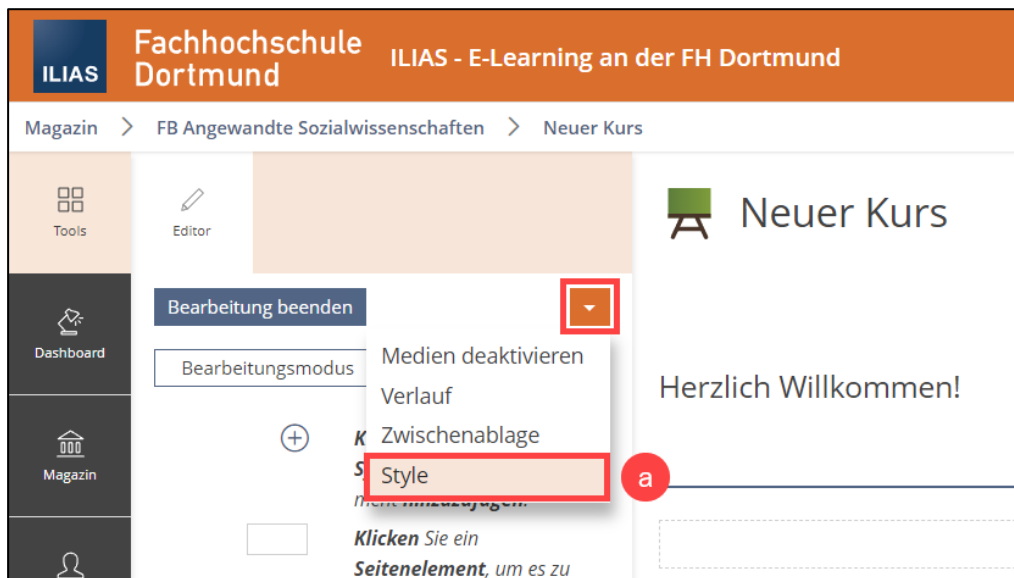 ILIAS
Fachhochschule
Dortmund
ILIAS - E-Learning an der FH Dortmund
Magazin > FB Angewandte Sozialwissenschaften > Neuer Kurs
Tools
Editor
Neuer Kurs
Bearbeitung beenden
Dashboard
Bearbeitungsmodus
Medien deaktivieren
Verlauf
Zwischenablage
Style
a
Herzlich Willkommen!
Magazin
hinzuzufügen.
Klicken Sie ein
Seitenelement, um es zu